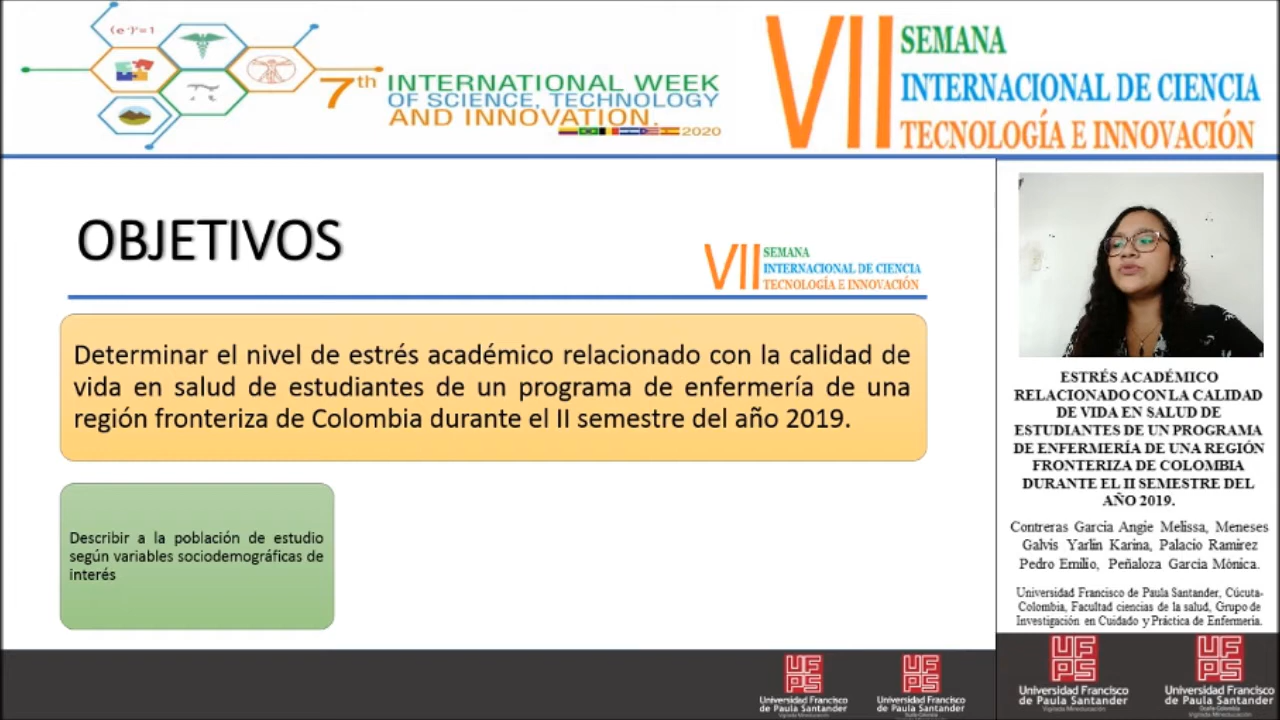 (e⁻)ⁿ=1
7th INTERNATIONAL WEEK
OF SCIENCE, TECHNOLOGY
AND INNOVATION.
2020
VII SEMANA
INTERNACIONAL DE CIENCIA
TECNOLOGÍA E INNOVACIÓN
OBJETIVOS
VII SEMANA
INTERNACIONAL DE CIENCIA
TECNOLOGÍA E INNOVACIÓN
Determinar el nivel de estrés académico relacionado con la calidad de
vida en salud de estudiantes de un programa de enfermería de una
región fronteriza de Colombia durante el II semestre del año 2019.
Describir a la población de estudio
según variables sociodemográficas de
interés
ESTRÉS ACADÉMICO
RELACIONADO CON LA CALIDAD
DE VIDA EN SALUD DE
ESTUDIANTES DE UN PROGRAMA
DE ENFERMERÍA DE UNA REGIÓN
FRONTERIZA DE COLOMBIA
DURANTE EL II SEMESTRE DEL
AÑO 2019.
Contreras García Angie Melissa, Meneses
Galvis Yarlin Karina, Palacio Ramirez
Pedro Emilio, Peñaloza García Mónica.
Universidad Francisco de Paula Santander, Cúcuta-
Colombia, Facultad ciencias de la salud, Grupo de
Investigación en Cuidado y Práctica de Enfermería.
UFPS
Universidad Francisco
de Paula Santander
Vigilada Mineducación
UFPS
Universidad Francisco
de Paula Santander
UFPS
Universidad Francisco
de Paula Santander
Vigilada Mineducación
UFPS
Universidad Francisco
de Paula Santander